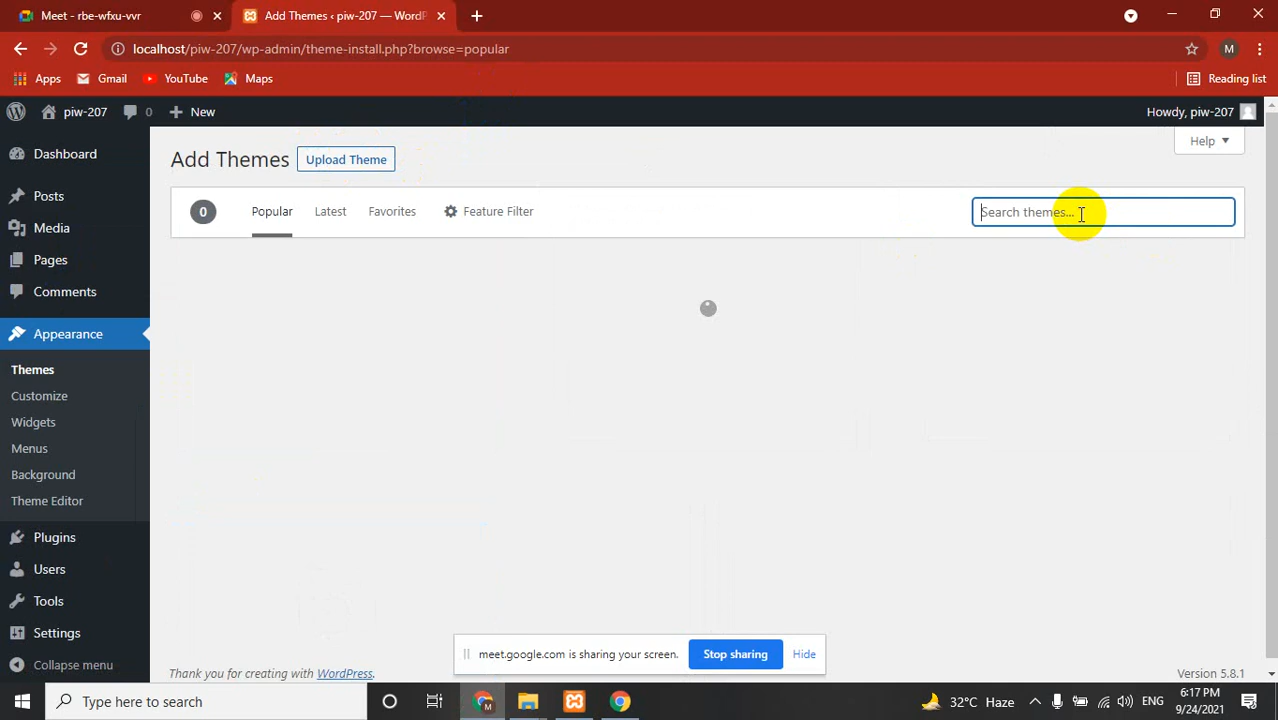 Meet - rbe-wfxu-vvr
Add Themes ‹ piw-207 — WordP
localhost/piw-207/wp-admin/theme-install.php?browse=popular
M
Apps
Gmail
YouTube
Maps
Reading list
piw-207
0
New
Howdy, piw-207
Dashboard
Posts
Media
Pages
Comments
Appearance
Themes
Customize
Widgets
Menus
Background
Theme Editor
Plugins
Users
Tools
Settings
Collapse menu
Help
Add Themes
Upload Theme
0
Popular
Latest
Favorites
Feature Filter
Search themes...
meet.google.com is sharing your screen.
Stop sharing
Hide
Thank you for creating with WordPress.
Version 5.8.1
Type here to search
M
32°C Haze
ENG
6:17 PM
9/24/2021